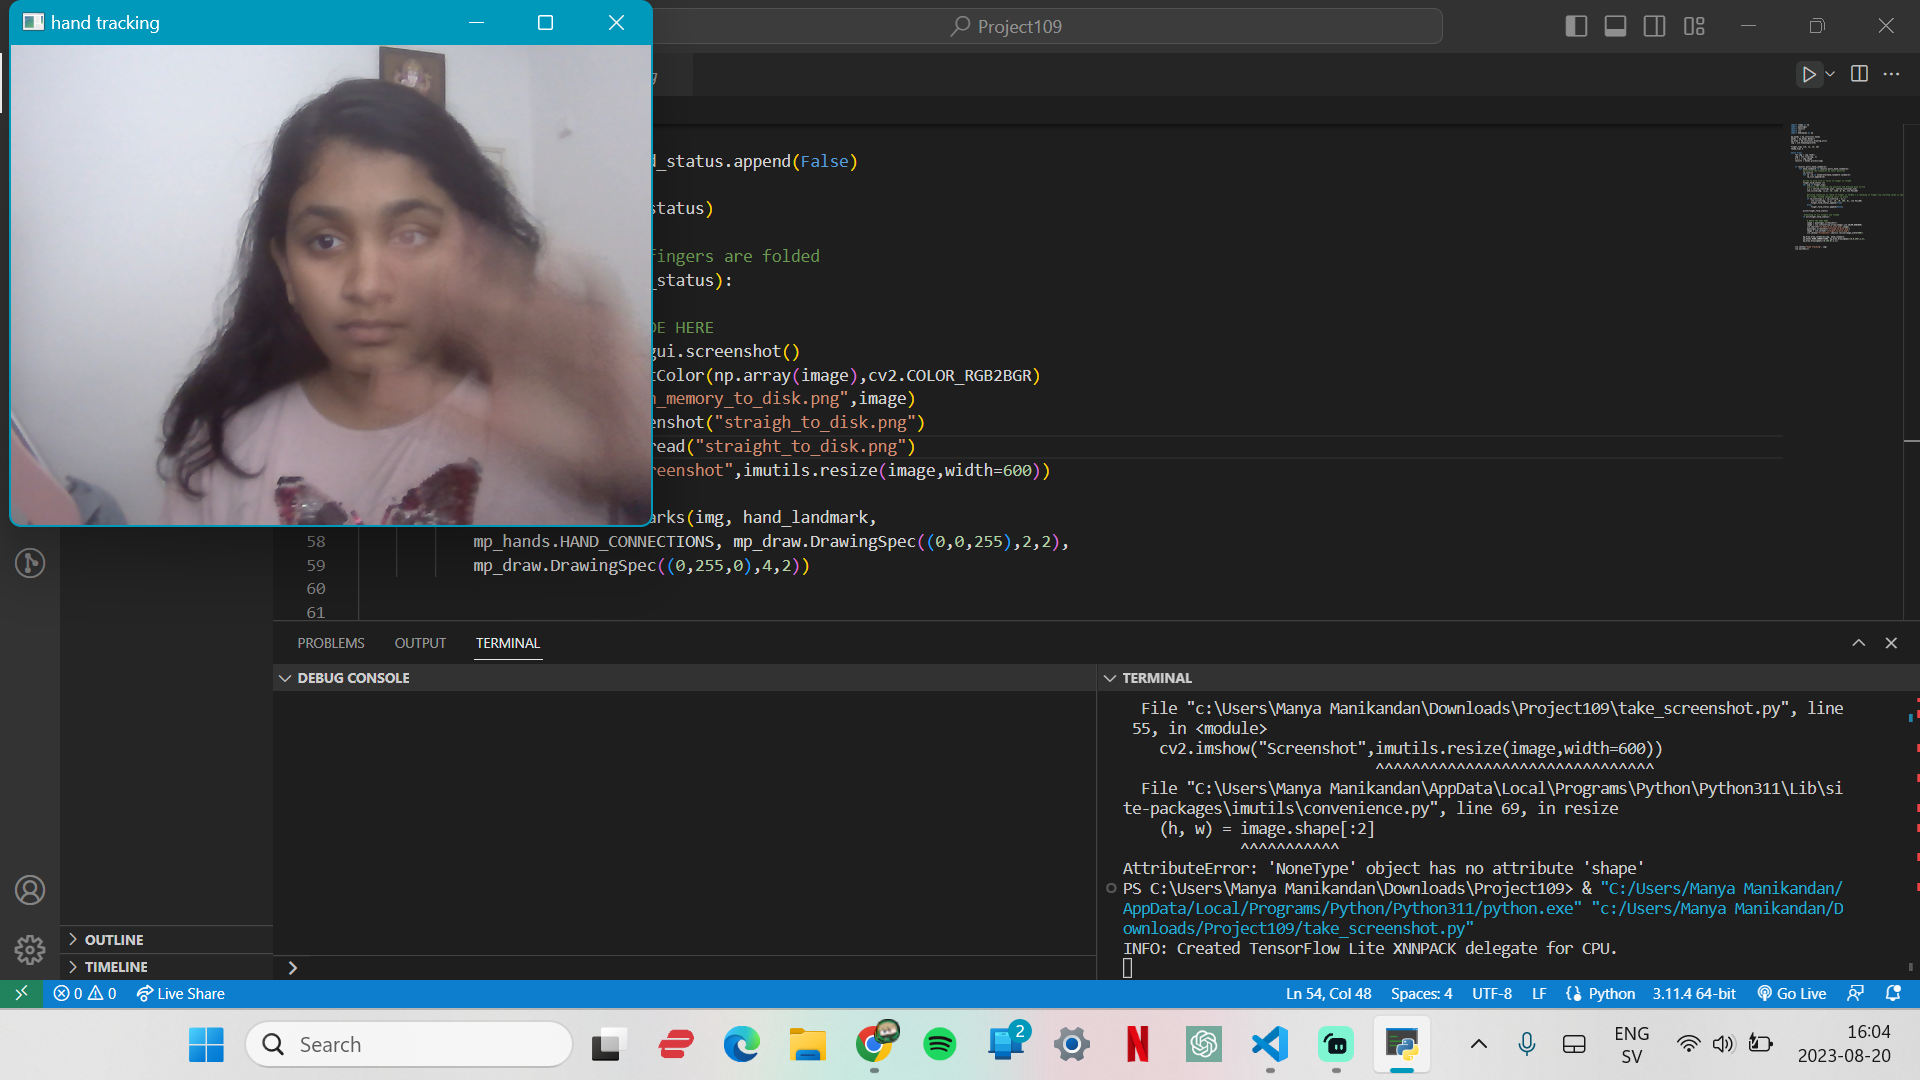 hand tracking
Project109
d_status.append(False)
status)
fingers are folded
_status):
DE HERE
gui.screenshot()
tColor(np.array(image),cv2.COLOR_RGB2BGR)
n_memory_to_disk.png",image)
enshot("straigh_to_disk.png")
read("straight_to_disk.png")
reenshot",imutils.resize(image,width=600))
arks(img, hand_landmark,
58 mp_hands.HAND_CONNECTIONS, mp_draw.DrawingSpec((0,0,255),2,2),
59 mp_draw.DrawingSpec((0,255,0),4,2))
60
61
PROBLEMS OUTPUT TERMINAL
DEBUG CONSOLE
TERMINAL
File "c:\Users\Manya Manikandan\Downloads\Project109\take_screenshot.py", line
55, in <module>
cv2.imshow("Screenshot",imutils.resize(image,width=600))
^^^^^^^^^^^^^^^^^^^^^^^^^^^^^^^
File "C:\Users\Manya Manikandan\AppData\Local\Programs\Python\Python311\Lib\si
te-packages\imutils\convenience.py", line 69, in resize
(h, w) = image.shape[:2]
^^^^^^^^^^^
AttributeError: 'NoneType' object has no attribute 'shape'
PS C:\Users\Manya Manikandan\Downloads\Project109> & "C:/Users/Manya Manikandan/
AppData/Local/Programs/Python/Python311/python.exe" "c:/Users/Manya Manikandan/D
ownloads/Project109/take_screenshot.py"
INFO: Created TensorFlow Lite XNNPACK delegate for CPU.
OUTLINE
TIMELINE
0 0 Live Share
Ln 54, Col 48 Spaces: 4 UTF-8 LF Python 3.11.4 64-bit Go Live
Search
2
ENG
SV
16:04
2023-08-20